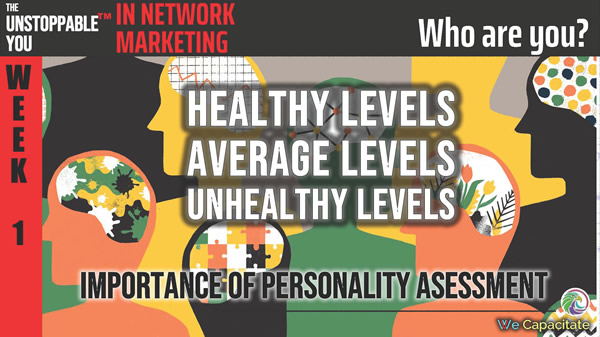 THE
UNSTOPPABLE™
YOU
IN NETWORK
MARKETING
Who are you?
WEEK
1
HEALTHY LEVELS
AVERAGE LEVELS
UNHEALTHY LEVELS
IMPORTANCE OF PERSONALITY ASESSMENT
We Capacitate